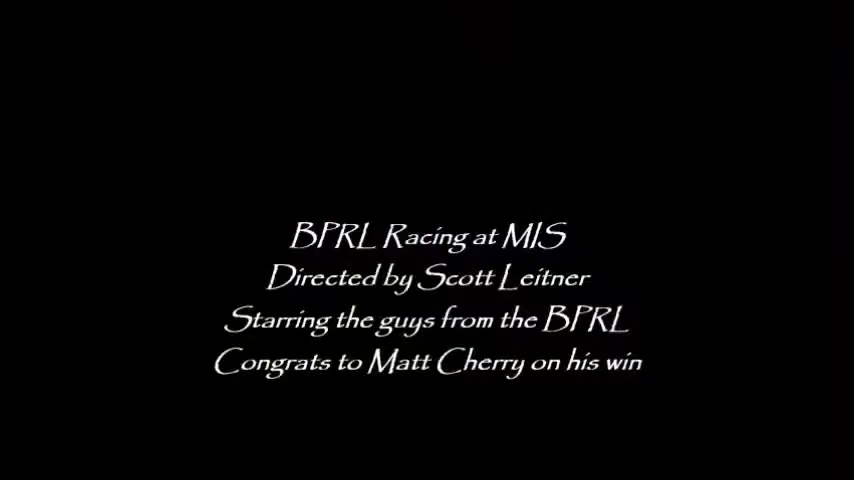 BPRL Racing at MIS
Directed by Scott Leitner
Starring the guys from the BPRL
Congrats to Matt Cherry on his win